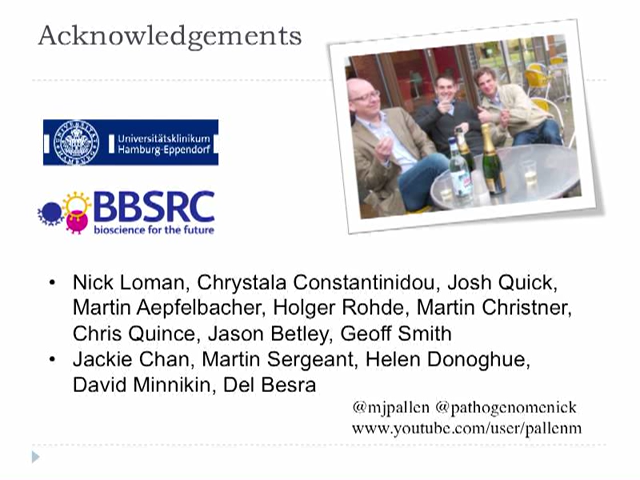 Acknowledgements
Universitätsklinikum
Hamburg-Eppendorf
BBSRC
bioscience for the future
• Nick Loman, Chrystala Constantinidou, Josh Quick,
Martin Aepfelbacher, Holger Rohde, Martin Christner,
Chris Quince, Jason Betley, Geoff Smith
• Jackie Chan, Martin Sergeant, Helen Donoghue,
David Minnikin, Del Besra
@mjpallen @pathogenomenick
www.youtube.com/user/pallenm